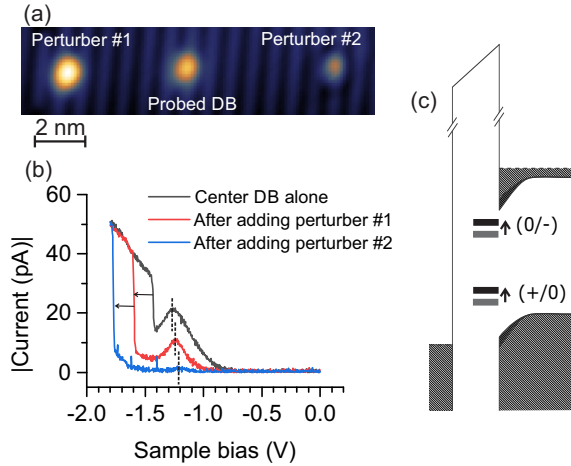 (a)
Perturber #1
Perturber #2
Probed DB
2 nm
(b)
60
40
20
0
|Current (pA)|
Center DB alone
After adding perturber #1
After adding perturber #2
-2.0 -1.5 -1.0 -0.5 0.0
Sample bias (V)
(c)
(0/-)
(+/0)